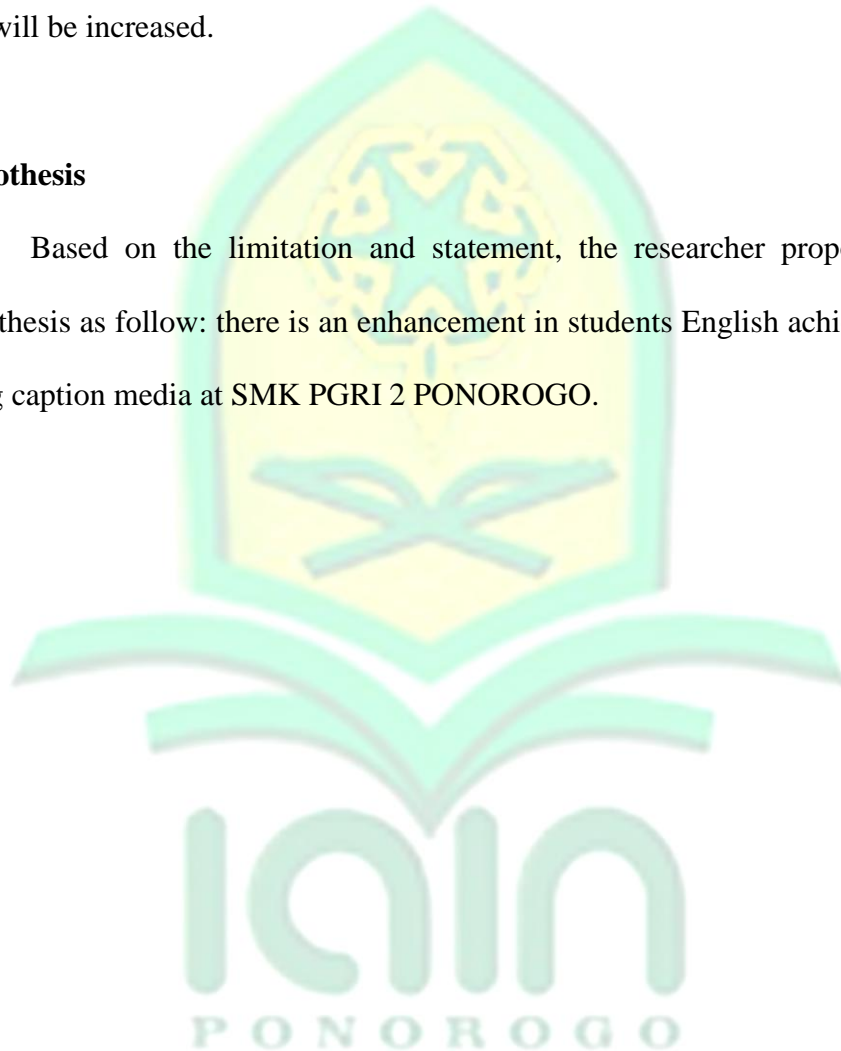 will be increased.
othesis
Based on the limitation and statement, the researcher prop
thesis as follow: there is an enhancement in students English achi
g caption media at SMK PGRI 2 PONOROGO.
IAIN
PONOROGO